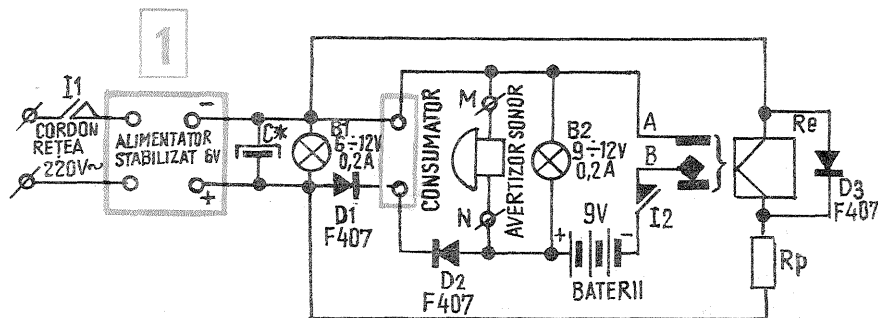 1
I1
CORDON
REȚEA
220V~
ALIMENTATOR
STABILIZAT 6V
-
+
C*
B1
6÷12V
0,2A
D1
F407
CONSUMATOR
M
N
AVERTIZOR SONOR
B2
9÷12V
0,2A
D2
F407
+
9V
-
BATERII
A
B
I2
Re
D3
F407
Rp